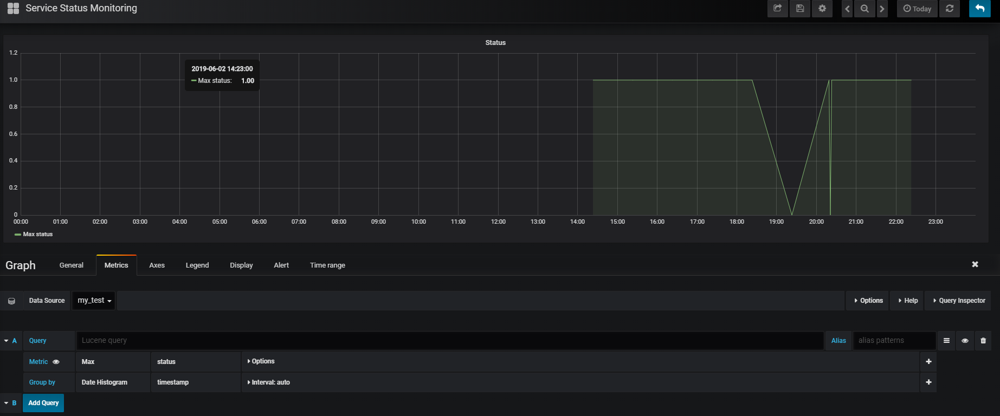 Service Status Monitoring
Today
Status
1.2
2019-06-02 14:23:00
Max status: 1.00
1.0
0.8
0.6
0.4
0.2
0
00:00 01:00 02:00 03:00 04:00 05:00 06:00 07:00 08:00 09:00 10:00 11:00 12:00 13:00 14:00 15:00 16:00 17:00 18:00 19:00 20:00 21:00 22:00 23:00
Max status
Graph General Metrics Axes Legend Display Alert Time range
Data Source my_test Options Help Query Inspector
A Query Lucene query Alias alias patterns
Metric Max status Options
Group by Date Histogram timestamp Interval: auto
B Add Query